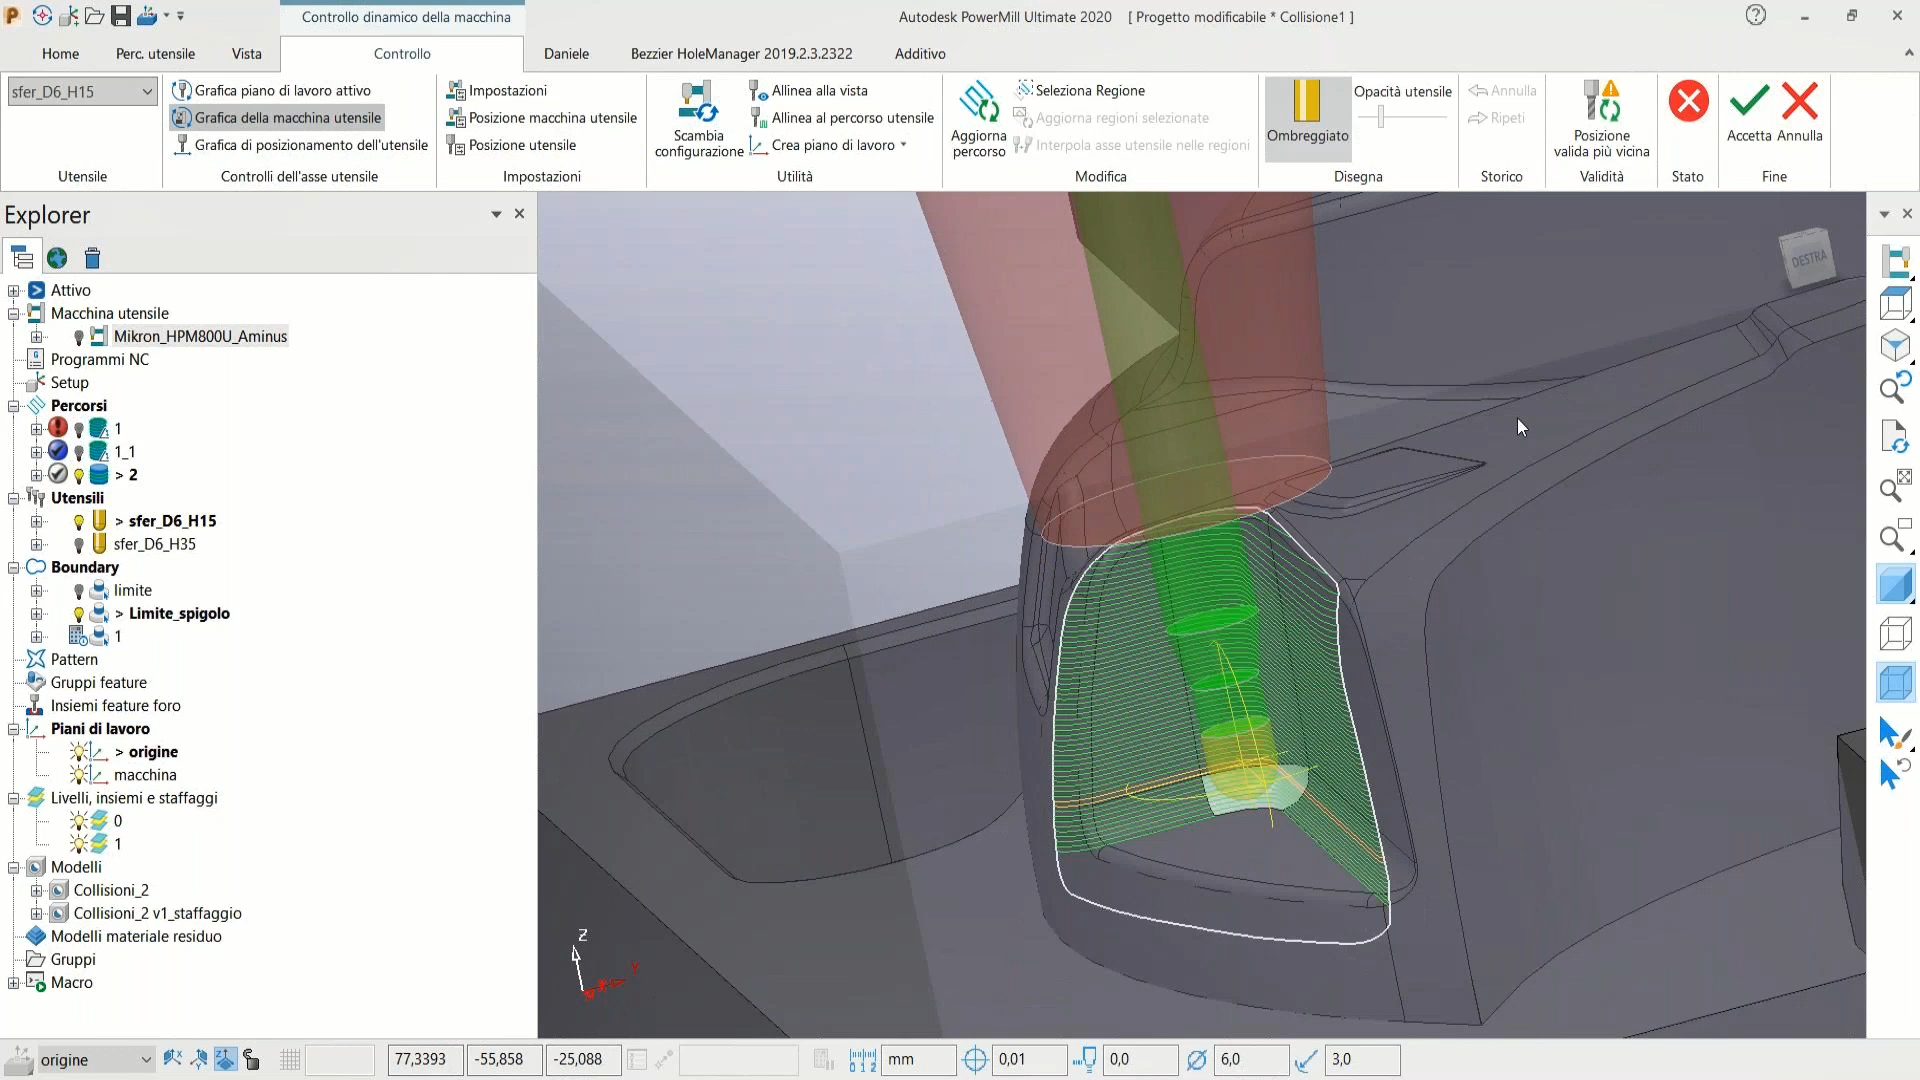 Controllo dinamico della macchina
Autodesk PowerMill Ultimate 2020 [ Progetto modificabile * Collisione1 ]
Home
Perc. utensile
Vista
Controllo
Daniele
Bezzier HoleManager 2019.2.3.2322
Additivo
sfer_D6_H15
Utensile
Grafica piano di lavoro attivo
Grafica della macchina utensile
Grafica di posizionamento dell'utensile
Controlli dell'asse utensile
Impostazioni
Posizione macchina utensile
Posizione utensile
Impostazioni
Scambia
configurazione
Allinea alla vista
Allinea al percorso utensile
Crea piano di lavoro
Utilità
Aggiorna
percorso
Seleziona Regione
Aggiorna regioni selezionate
Interpola asse utensile nelle regioni
Modifica
Ombreggiato
Opacità utensile
Disegna
Annulla
Ripeti
Storico
Posizione
valida più vicina
Validità
Stato
Accetta
Annulla
Fine
Explorer
Attivo
Macchina utensile
Mikron_HPM800U_Aminus
Programmi NC
Setup
Percorsi
1
1_1
> 2
Utensili
> sfer_D6_H15
sfer_D6_H35
Boundary
limite
> Limite_spigolo
1
Pattern
Gruppi feature
Insiemi feature foro
Piani di lavoro
> origine
macchina
Livelli, insiemi e staffaggi
0
1
Modelli
Collisioni_2
Collisioni_2 v1_staffaggio
Modelli materiale residuo
Gruppi
Macro
DESTRA
Z
Y
origine
77,3393
-55,858
-25,088
mm
0,01
0,0
6,0
3,0